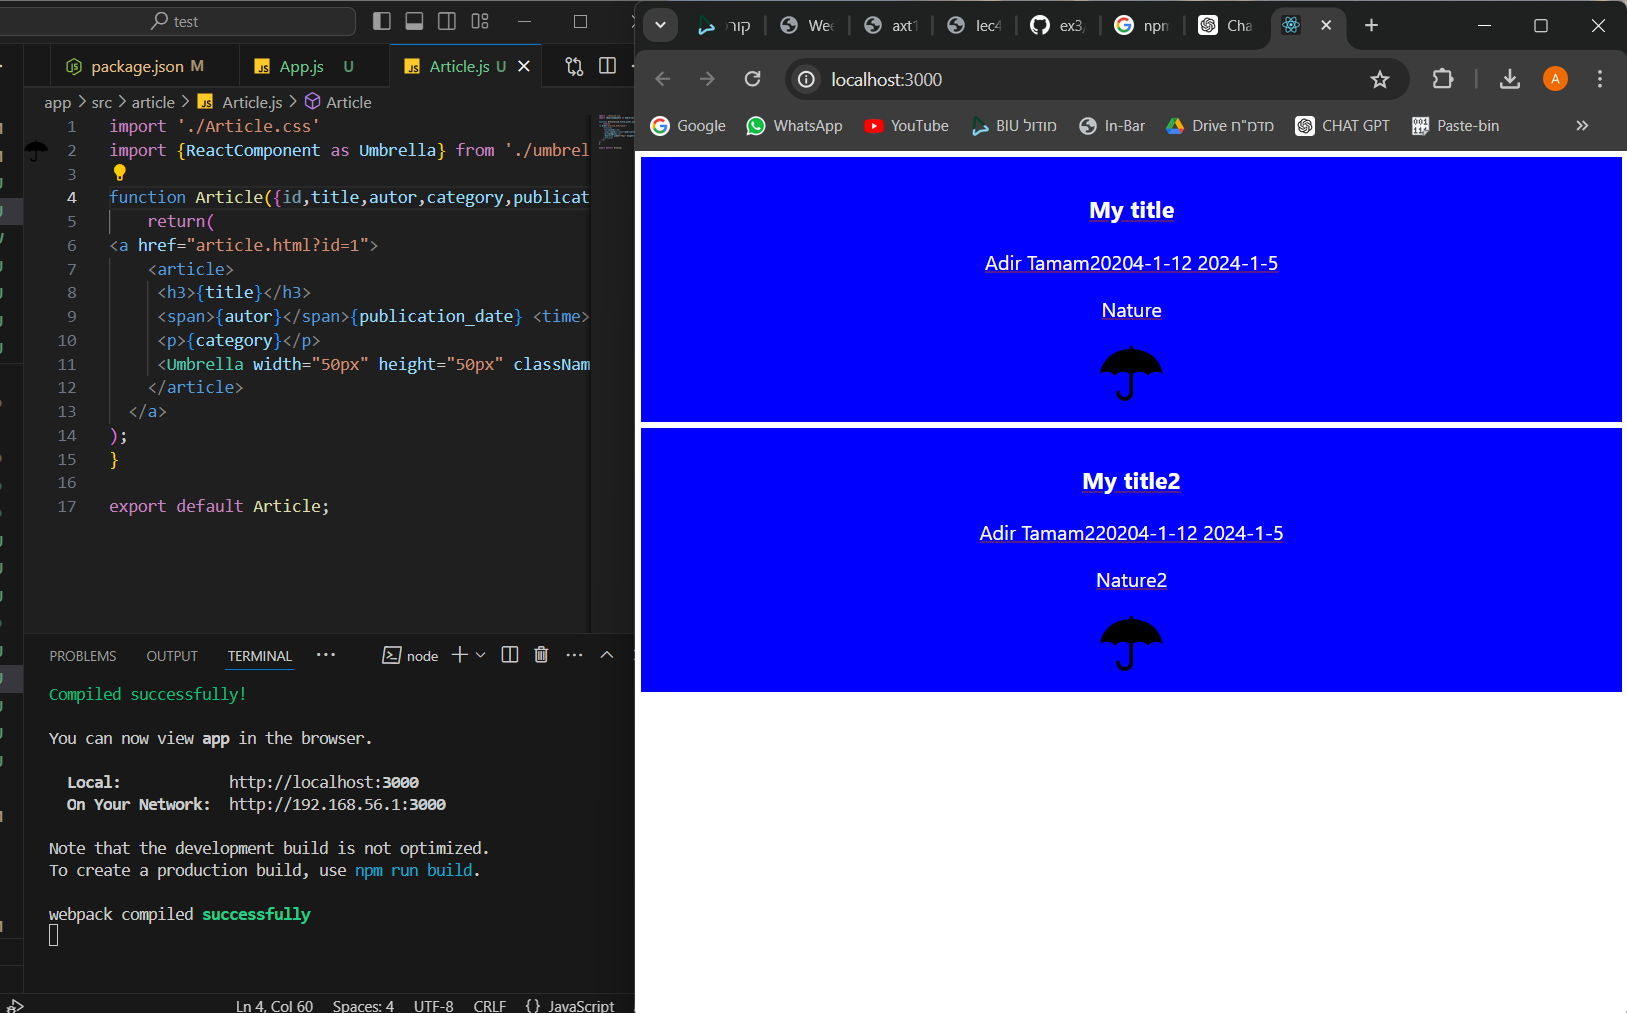 test
package.json M
App.js U
Article.js U
app > src > article > Article.js > Article
1 import './Article.css'
2 import {ReactComponent as Umbrella} from './umbrel
3
4 function Article({id,title,autor,category,publicat
5 return(
6 <a href="article.html?id=1">
7 <article>
8 <h3>{title}</h3>
9 <span>{autor}</span>{publication_date} <time>
10 <p>{category}</p>
11 <Umbrella width="50px" height="50px" classNam
12 </article>
13 </a>
14 );
15 }
16
17 export default Article;
PROBLEMS OUTPUT TERMINAL ··· node
Compiled successfully!
You can now view app in the browser.
Local: http://localhost:3000
On Your Network: http://192.168.56.1:3000
Note that the development build is not optimized.
To create a production build, use npm run build.
webpack compiled successfully
Ln 4, Col 60 Spaces: 4 UTF-8 CRLF {} JavaScript
קורי Wee axt1 lec4 ex3/ npm Cha
localhost:3000
A
Google WhatsApp YouTube BIU מודול In-Bar Drive מדמ"ח CHAT GPT Paste-bin »
My title
Adir Tamam20204-1-12 2024-1-5
Nature
My title2
Adir Tamam220204-1-12 2024-1-5
Nature2